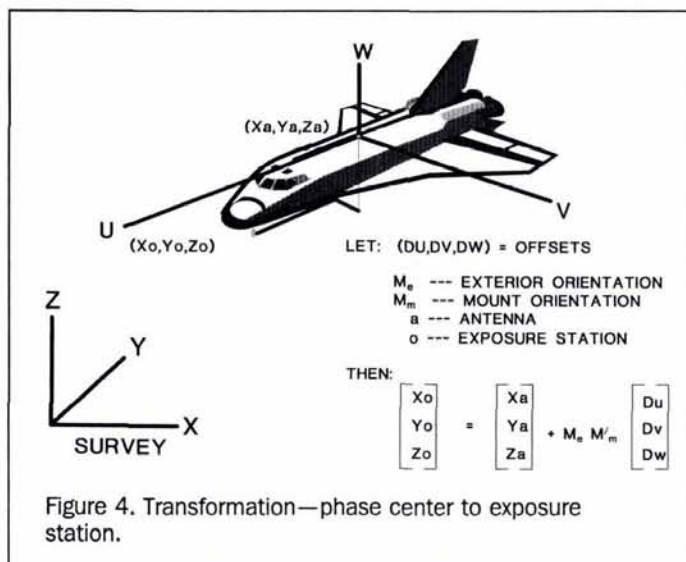 W
(Xa,Ya,Za)
V
U
(Xo,Yo,Zo)
LET: (DU,DV,DW) = OFFSETS
Me --- EXTERIOR ORIENTATION
Mm --- MOUNT ORIENTATION
a --- ANTENNA
o --- EXPOSURE STATION
Z
Y
X
SURVEY
THEN:
Xo Xa Du
Yo = Ya + Me M′m Dv
Zo Za Dw
Figure 4. Transformation—phase center to exposure
station.